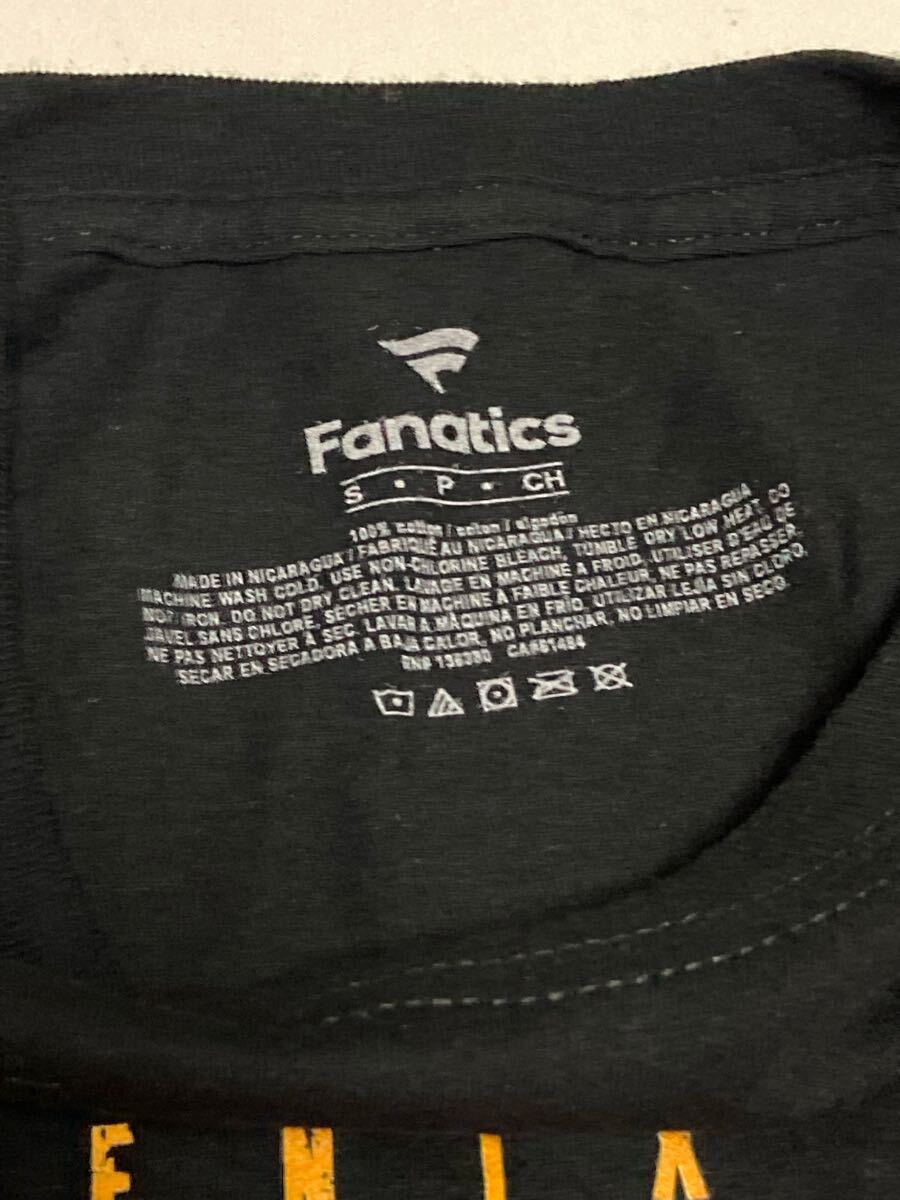 Fanatics
S • P • CH
100% cotton / coton / algodón
MADE IN NICARAGUA / FABRIQUÉ AU NICARAGUA / HECTO EN NICARAGUA
MACHINE WASH COLD. USE NON-CHLORINE BLEACH, TUMBLE DRY LOW HEAT. DO
NOT IRON. DO NOT DRY CLEAN. LAVAGE EN MACHINE A FROID, UTILISER D'EAU DE
JAVEL SANS CHLORE, SÉCHER EN MACHINE À FAIBLE CHALEUR, NE PAS REPASSER,
NE PAS NETTOYER À SEC. LAVAR A MÁQUINA EN FRÍO, UTILIZAR LEJÍA SIN CLORO,
SECAR EN SECADORA A BAJA CALOR, NO PLANCHAR, NO LIMPIAR EN SECO.
CA#61484